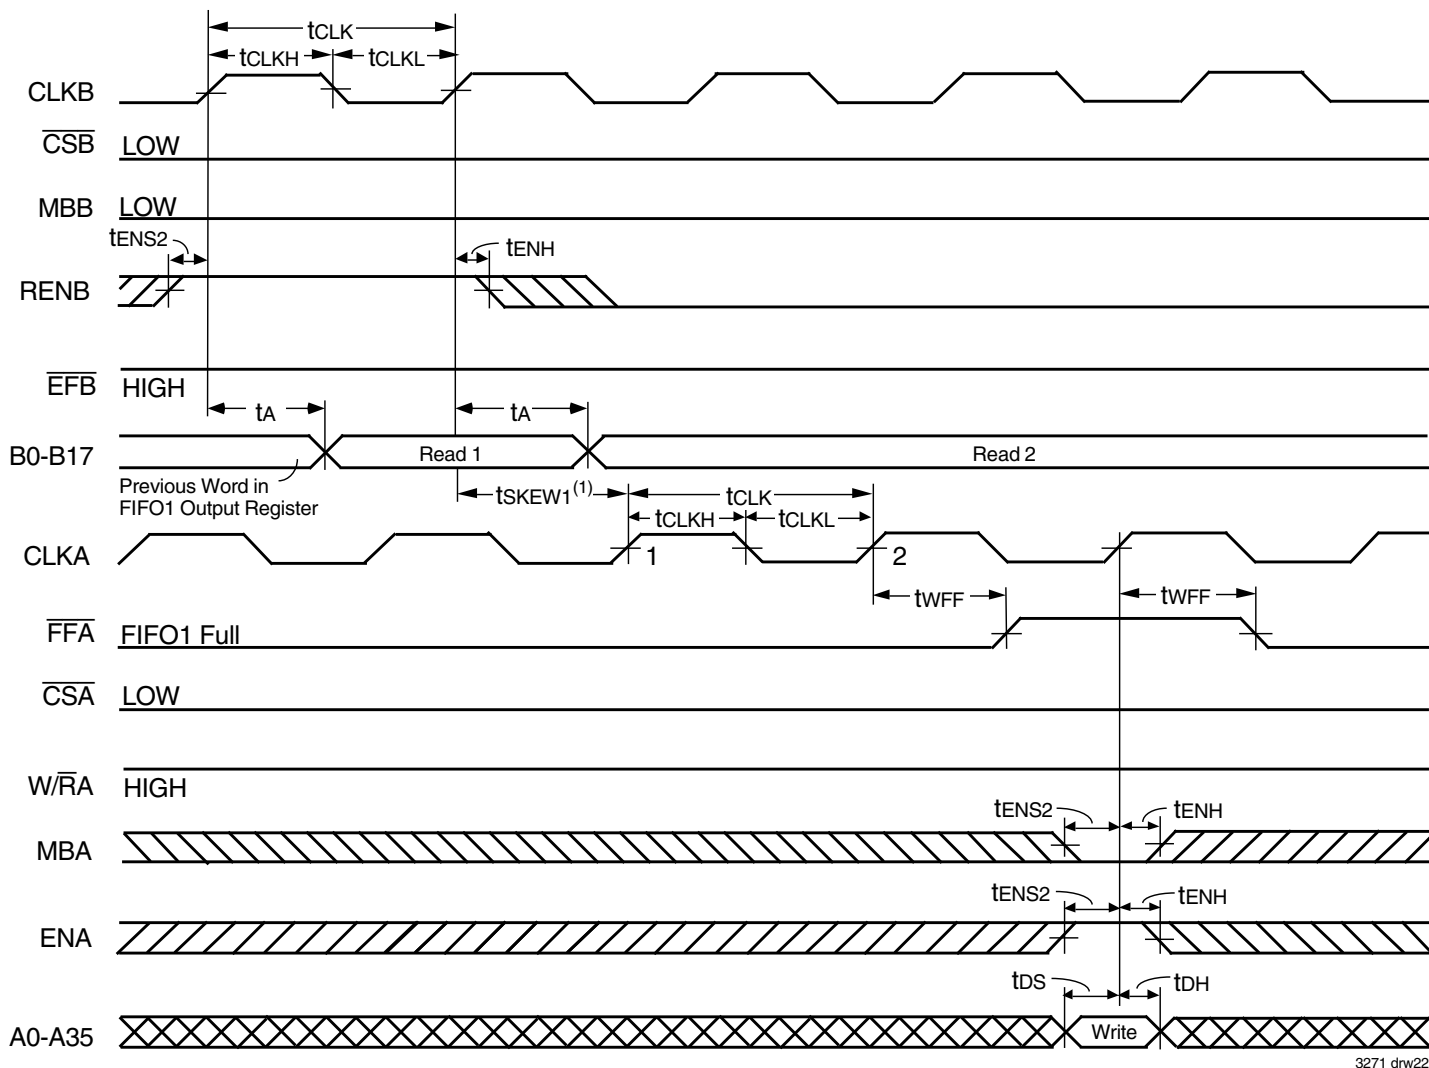 tCLK
tCLKH tCLKL
CLKB
CSB LOW
MBB LOW
tENS2 tENH
RENB
EFB HIGH
tA tA
B0-B17 Read 1 Read 2
Previous Word in
FIFO1 Output Register
tSKEW1(1) tCLK
tCLKH tCLKL
CLKA 1 2
tWFF tWFF
FFA FIFO1 Full
CSA LOW
W/RA HIGH
tENS2 tENH
MBA
tENS2 tENH
ENA
tDS tDH
A0-A35 Write
3271 drw22